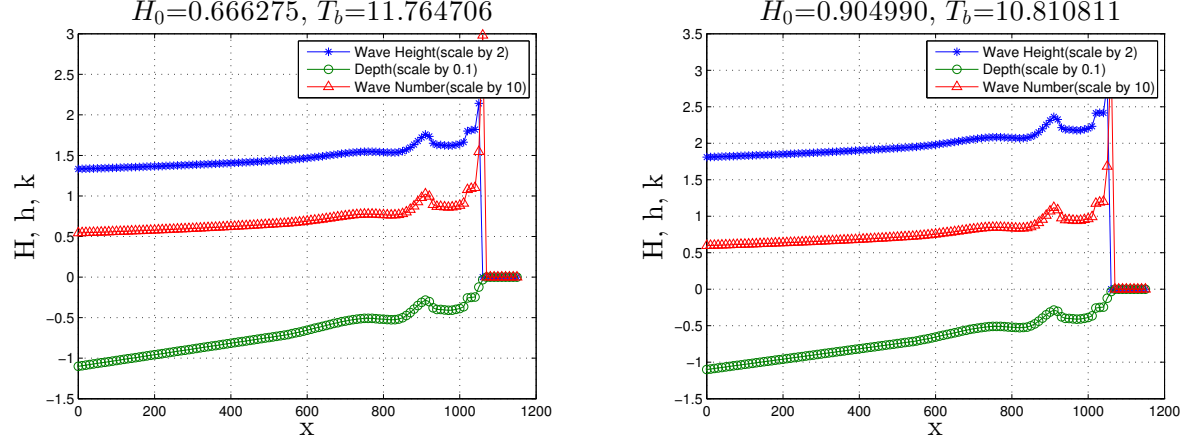 H₀=0.666275, T_b=11.764706
3
2.5
2
1.5
1
0.5
0
−0.5
−1
−1.5
H, h, k
Wave Height(scale by 2)
Depth(scale by 0.1)
Wave Number(scale by 10)
0 200 400 600 800 1000 1200
x
H₀=0.904990, T_b=10.810811
3.5
3
2.5
2
1.5
1
0.5
0
−0.5
−1
−1.5
H, h, k
Wave Height(scale by 2)
Depth(scale by 0.1)
Wave Number(scale by 10)
0 200 400 600 800 1000 1200
x